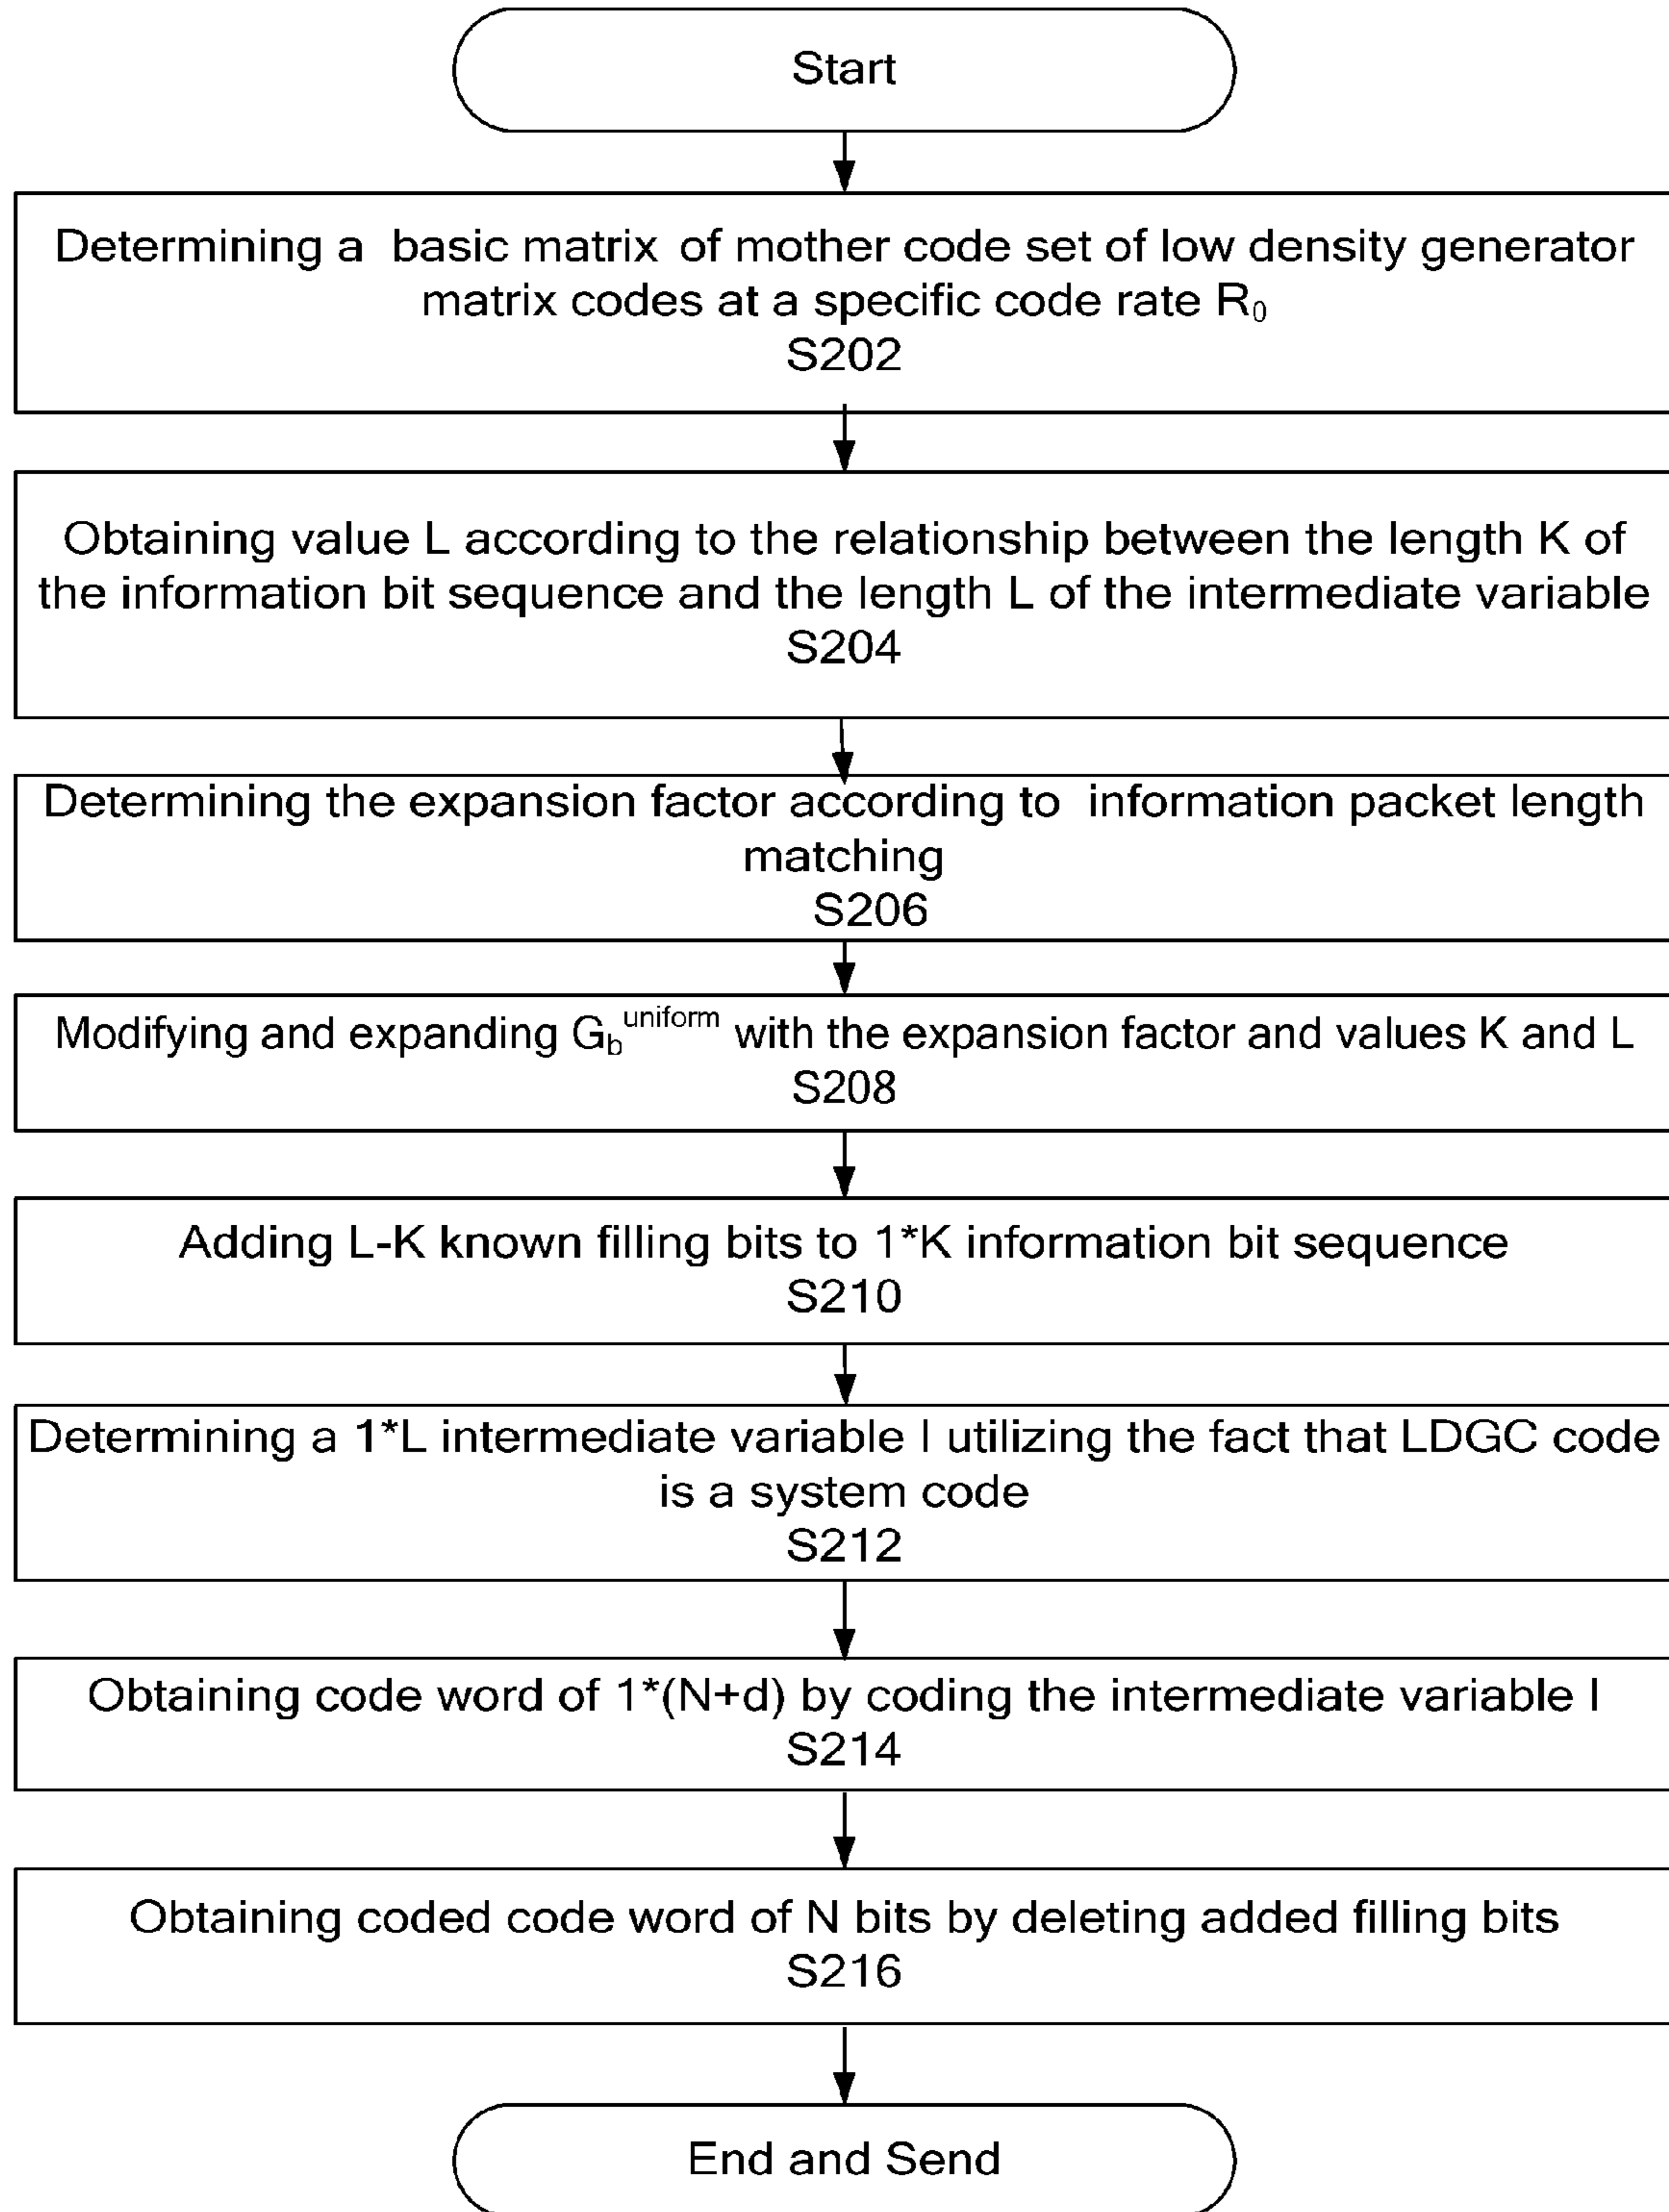 Start
Determining a basic matrix of mother code set of low density generator
matrix codes at a specific code rate R₀
S202
Obtaining value L according to the relationship between the length K of
the information bit sequence and the length L of the intermediate variable
S204
Determining the expansion factor according to information packet length
matching
S206
Modifying and expanding G_b^uniform with the expansion factor and values K and L
S208
Adding L-K known filling bits to 1*K information bit sequence
S210
Determining a 1*L intermediate variable I utilizing the fact that LDGC code
is a system code
S212
Obtaining code word of 1*(N+d) by coding the intermediate variable I
S214
Obtaining coded code word of N bits by deleting added filling bits
S216
End and Send